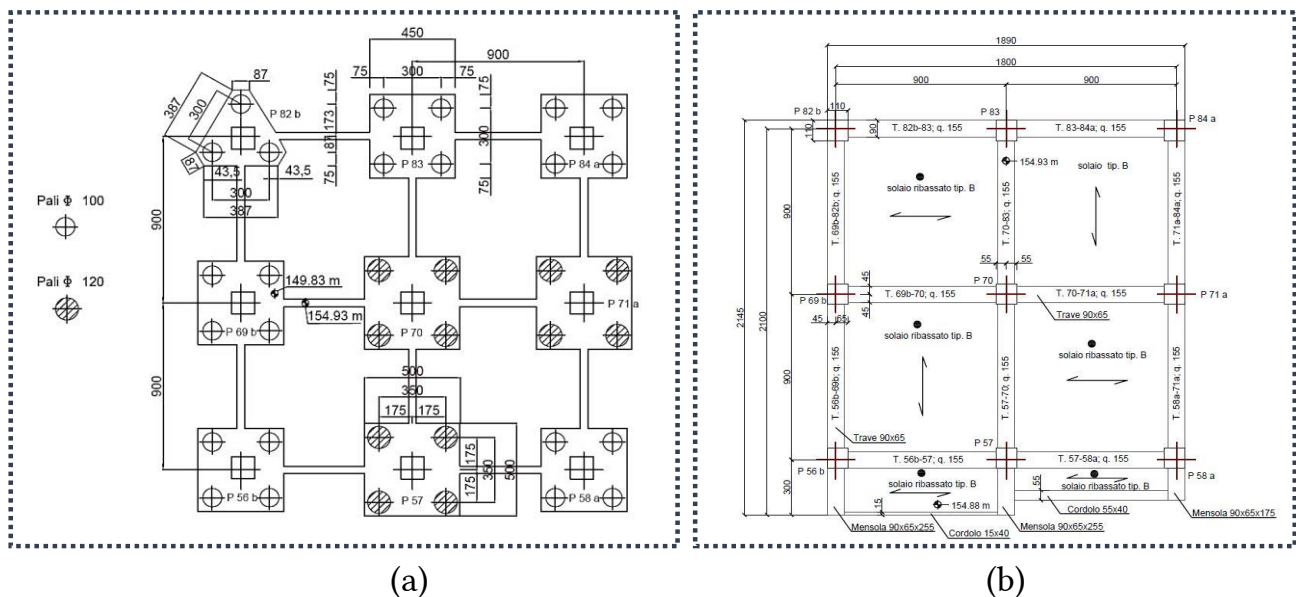 450
900
87
75
300
75
75
387
300
P 82 b
173
87
75
300
75
87
P 83
P 84 a
43,5
43,5
300
387
Pali Φ 100
900
Pali Φ 120
149.83 m
154.93 m
P 69 b
P 70
P 71 a
900
500
350
175
175
175
175
350
500
P 56 b
P 57
P 58 a
(a)
1890
1800
900
900
P 82 b
110
P 83
P 84 a
110
T. 82b-83; q. 155
90
T. 83-84a; q. 155
154.93 m
solaio tip. B
solaio ribassato tip. B
900
T. 69b-82b; q. 155
T. 70-83; q. 155
T. 71a-84a; q. 155
55
55
45
P 70
P 69 b
T. 69b-70; q. 155
T. 70-71a; q. 155
P 71 a
45
45
65
Trave 90x65
2145
2100
solaio ribassato tip. B
solaio ribassato tip. B
900
T. 56b-69b; q. 155
T. 57-70; q. 155
T. 58a-71a; q. 155
Trave 90x65
P 57
P 56 b
T. 56b-57; q. 155
T. 57-58a; q. 155
P 58 a
300
solaio ribassato tip. B
solaio ribassato tip. B
55
15
154.88 m
Cordolo 55x40
Mensola 90x65x175
Mensola 90x65x255
Mensola 90x65x255
Cordolo 15x40
(b)